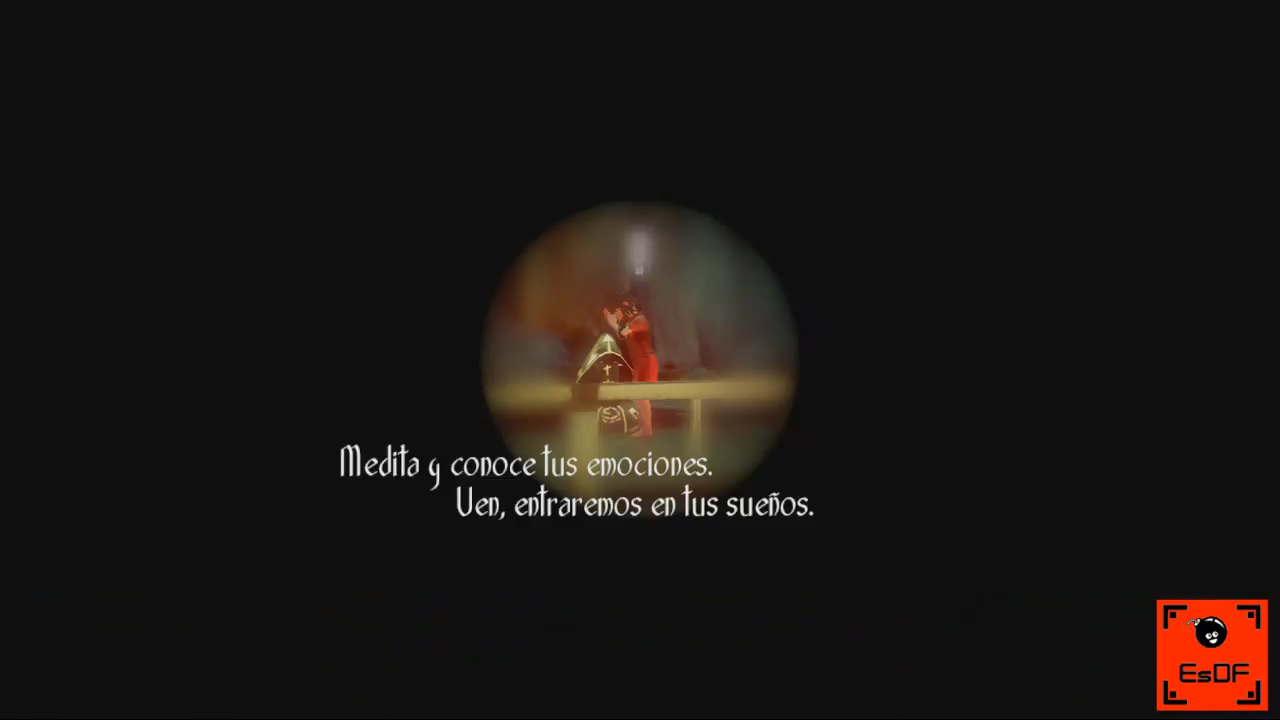 Medita y conoce tus emociones.
Ven, entraremos en tus sueños.
EsDF